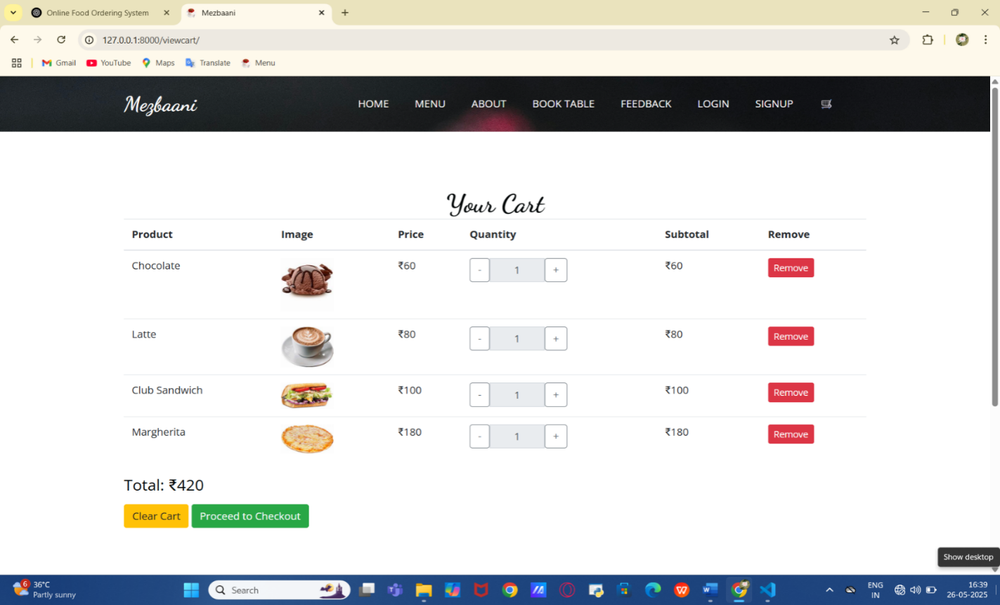 Online Food Ordering System
Mezbaani
127.0.0.1:8000/viewcart/
Gmail YouTube Maps Translate Menu
Mezbaani HOME MENU ABOUT BOOK TABLE FEEDBACK LOGIN SIGNUP
Your Cart
Product Image Price Quantity Subtotal Remove
Chocolate ₹60 - 1 + ₹60 Remove
Latte ₹80 - 1 + ₹80 Remove
Club Sandwich ₹100 - 1 + ₹100 Remove
Margherita ₹180 - 1 + ₹180 Remove
Total: ₹420
Clear Cart Proceed to Checkout
Show desktop
6 36°C
Partly sunny
Search
ENG
IN
16:39
26-05-2025